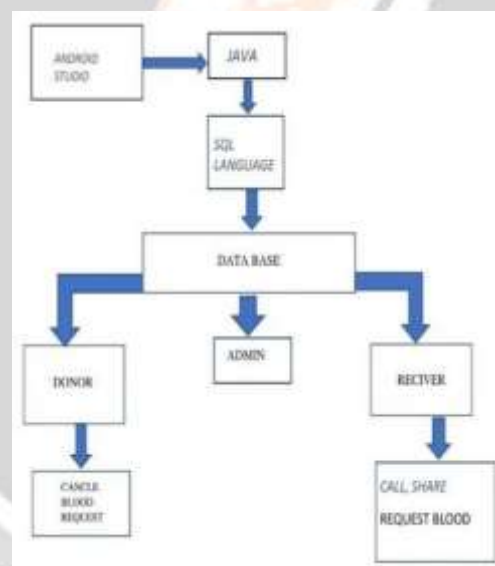 ANDROID
STUDIO
JAVA
SQL
LANGUAGE
DATA BASE
DONOR
ADMIN
RECIVER
CANCLE
BLOOD
REQUEST
CALL, SHARE
REQUEST BLOOD